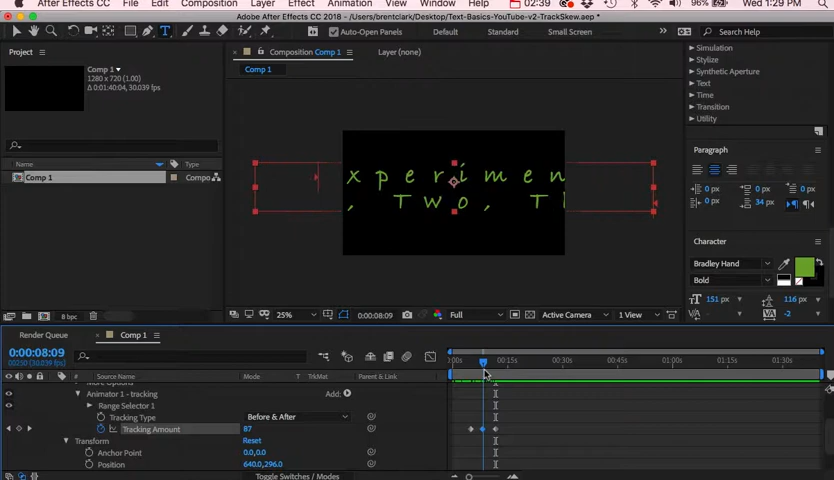 After Effects CC File Edit Composition Layer Effect Animation View Window Help 02:39 96% Wed 1:29 PM
Adobe After Effects CC 2018 - /Users/brentclark/Desktop/Text-Basics-YouTube-v2-TrackSkew.aep *
T Auto-Open Panels Essentials Standard Small Screen Search Help
Project Composition Comp 1 Layer (none)
Comp 1
1280 x 720 (1.00)
Δ 0:01:40:04, 30.039 fps
Comp 1
Simulation
Stylize
Synthetic Aperture
Text
Time
Transition
Utility
x p e r i m e n
, T w o , T
Name Type
Comp 1 Compo
Paragraph
0 px 0 px
0 px 34 px
Character
Bradley Hand
Bold
151 px 116 px
-2
8 bpc
25% 0:00:08:09 Full Active Camera 1 View
Render Queue Comp 1
0:00:08:09
00250 (30.039 fps)
:00s 00:15s 00:30s 00:45s 01:00s 01:15s 01:30s
# Source Name Mode T TrkMat Parent & Link
More Options
Animator 1 - tracking Add:
Range Selector 1
Tracking Type Before & After
Tracking Amount 87
Transform Reset
Anchor Point 0.0,0.0
Position 640.0,296.0
Toggle Switches / Modes